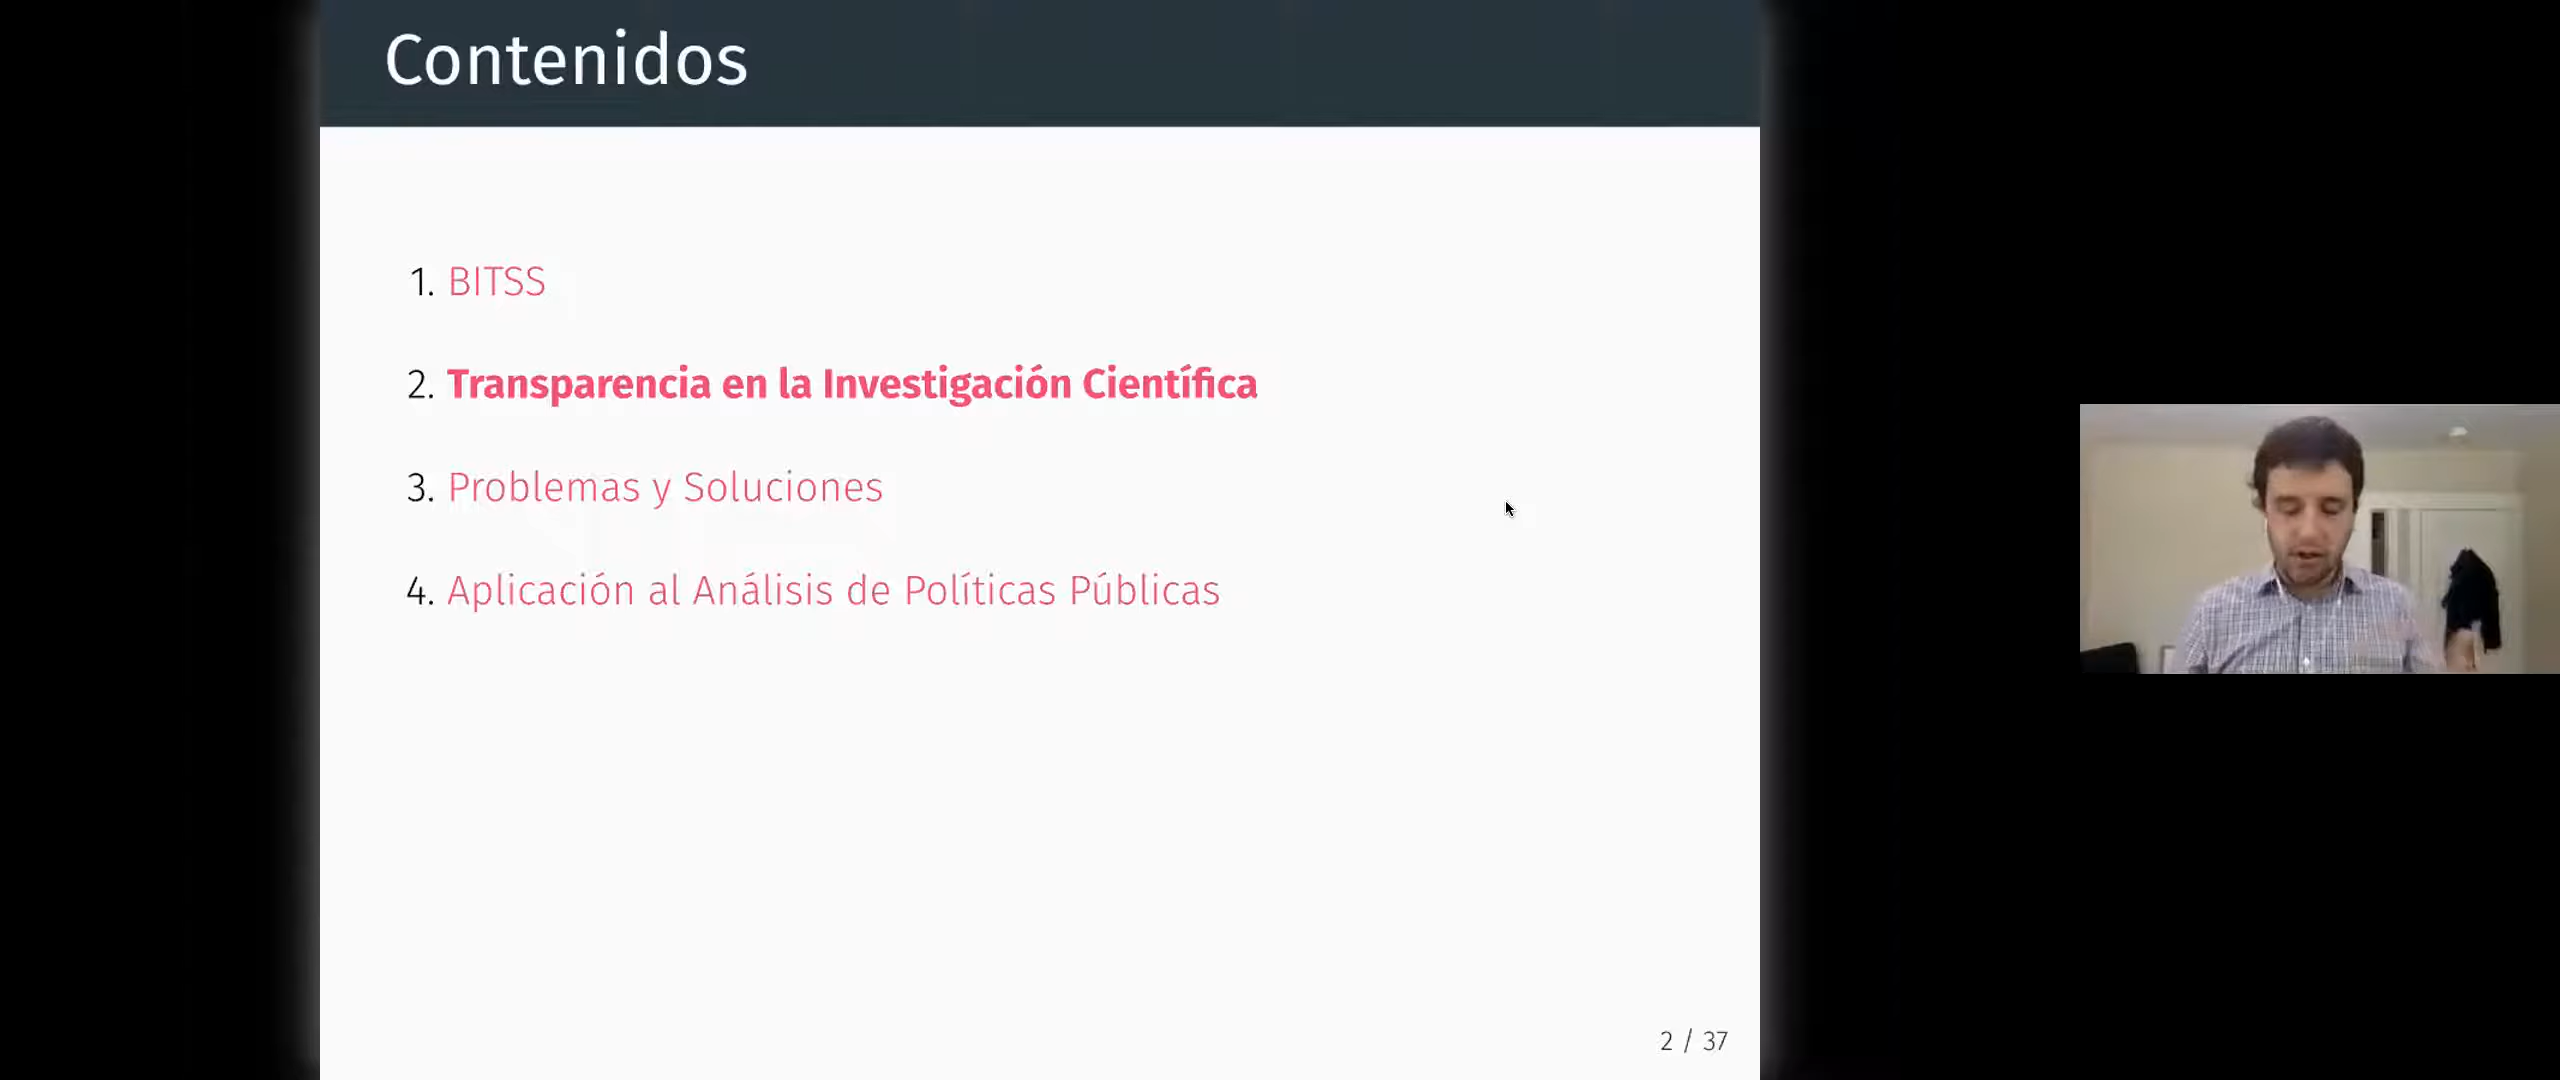 Contenidos
1. BITSS
2. Transparencia en la Investigación Científica
3. Problemas y Soluciones
4. Aplicación al Análisis de Políticas Públicas
2 / 37